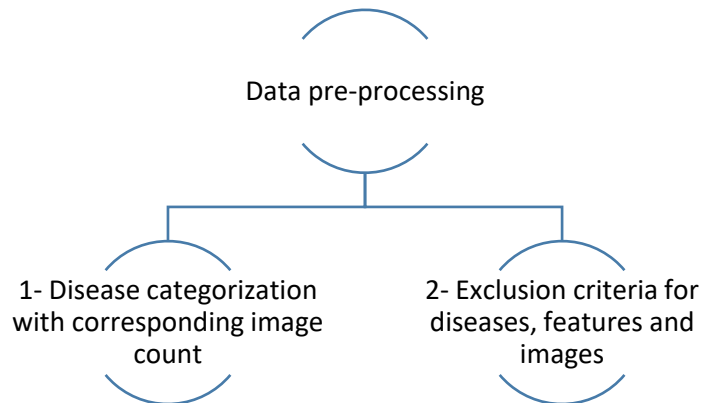 Data pre-processing
1- Disease categorization
with corresponding image
count
2- Exclusion criteria for
diseases, features and
images